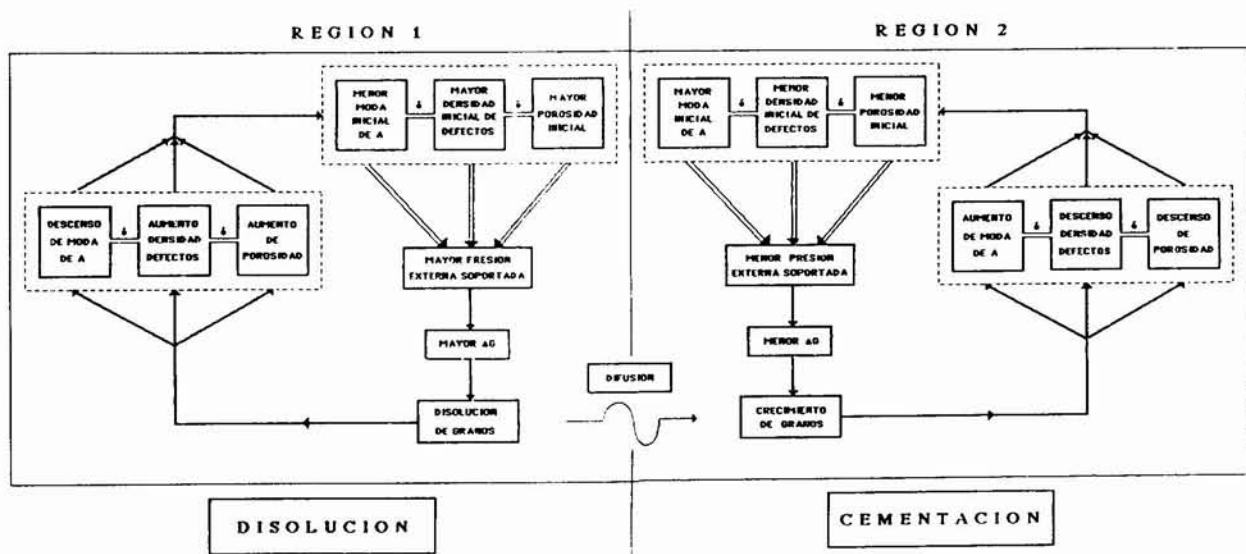 REGION 1
REGION 2
MENOR
MODA
INICIAL
DE A
ó
MAYOR
DENSIDAD
INICIAL DE
DEFECTOS
ó
MAYOR
POROSIDAD
INICIAL
MAYOR
MODA
INICIAL
DE A
ó
MENOR
DENSIDAD
INICIAL DE
DEFECTOS
ó
MENOR
POROSIDAD
INICIAL
DESCENSO
DE MODA
DE A
ó
AUMENTO
DENSIDAD
DEFECTOS
ó
AUMENTO
DE
POROSIDAD
AUMENTO
DE MODA
DE A
ó
DESCENSO
DENSIDAD
DEFECTOS
ó
DESCENSO
DE
POROSIDAD
MAYOR PRESION
EXTERNA SOPORTADA
MENOR PRESION
EXTERNA SOPORTADA
MAYOR ΔG
MENOR ΔG
DIFUSION
DISOLUCION
DE GRANOS
CRECIMIENTO
DE GRANOS
DISOLUCION
CEMENTACION